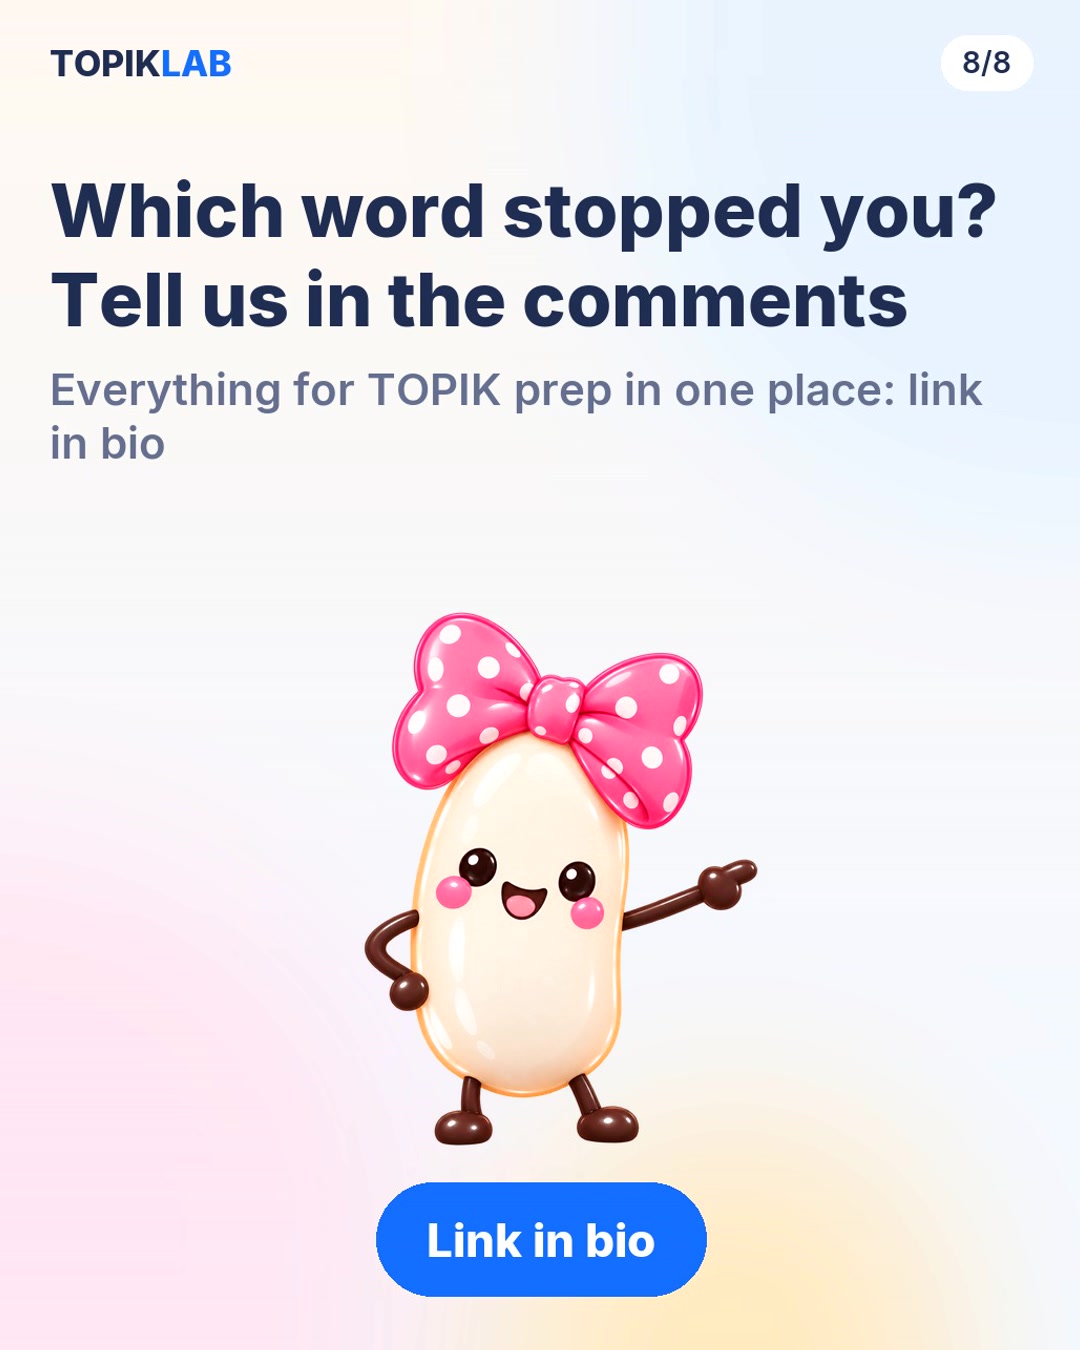 TOPIKLAB
8/8
Which word stopped you?
Tell us in the comments
Everything for TOPIK prep in one place: link
in bio
Link in bio